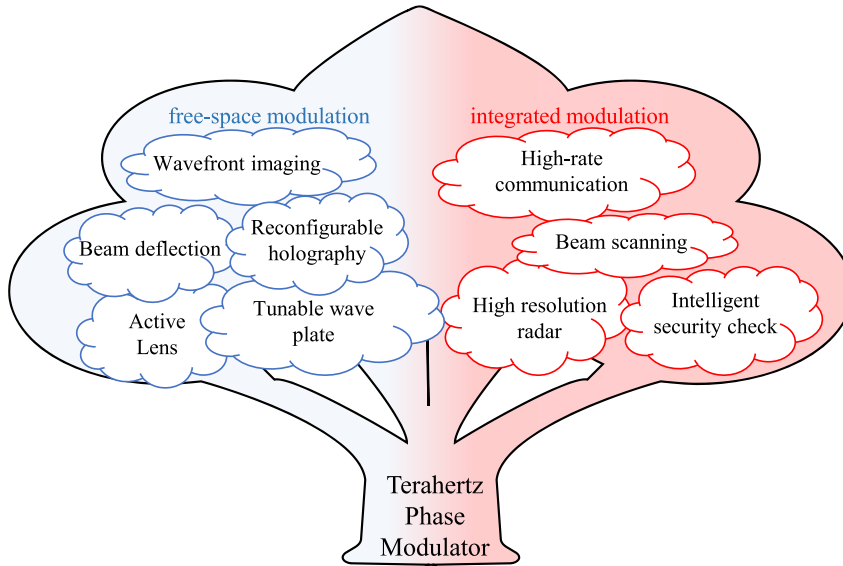 free-space modulation
Wavefront imaging
Beam deflection
Reconfigurable
holography
Active
Lens
Tunable wave
plate
integrated modulation
High-rate
communication
Beam scanning
High resolution
radar
Intelligent
security check
Terahertz
Phase
Modulator